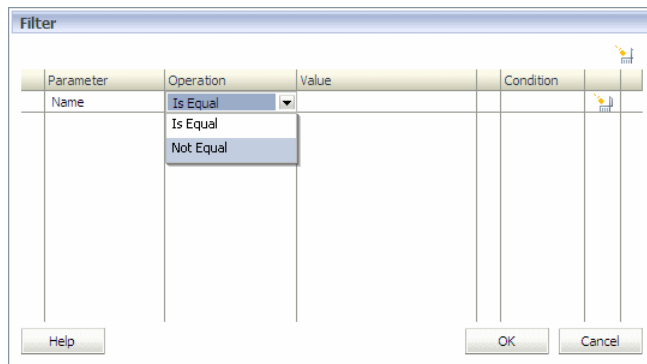 Filter
Parameter Operation Value Condition
Name Is Equal
Is Equal
Not Equal
Help OK Cancel